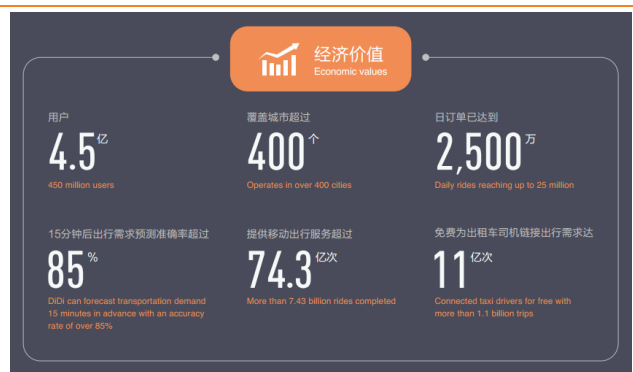 经济价值
Economic values
用户
4.5亿
450 million users
覆盖城市超过
400个
Operates in over 400 cities
日订单已达到
2,500万
Daily rides reaching up to 25 million
15分钟后出行需求预测准确率超过
85%
DiDi can forecast transportation demand
15 minutes in advance with an accuracy
rate of over 85%
提供移动出行服务超过
74.3亿次
More than 7.43 billion rides completed
免费为出租车司机链接出行需求达
11亿次
Connected taxi drivers for free with
more than 1.1 billion trips